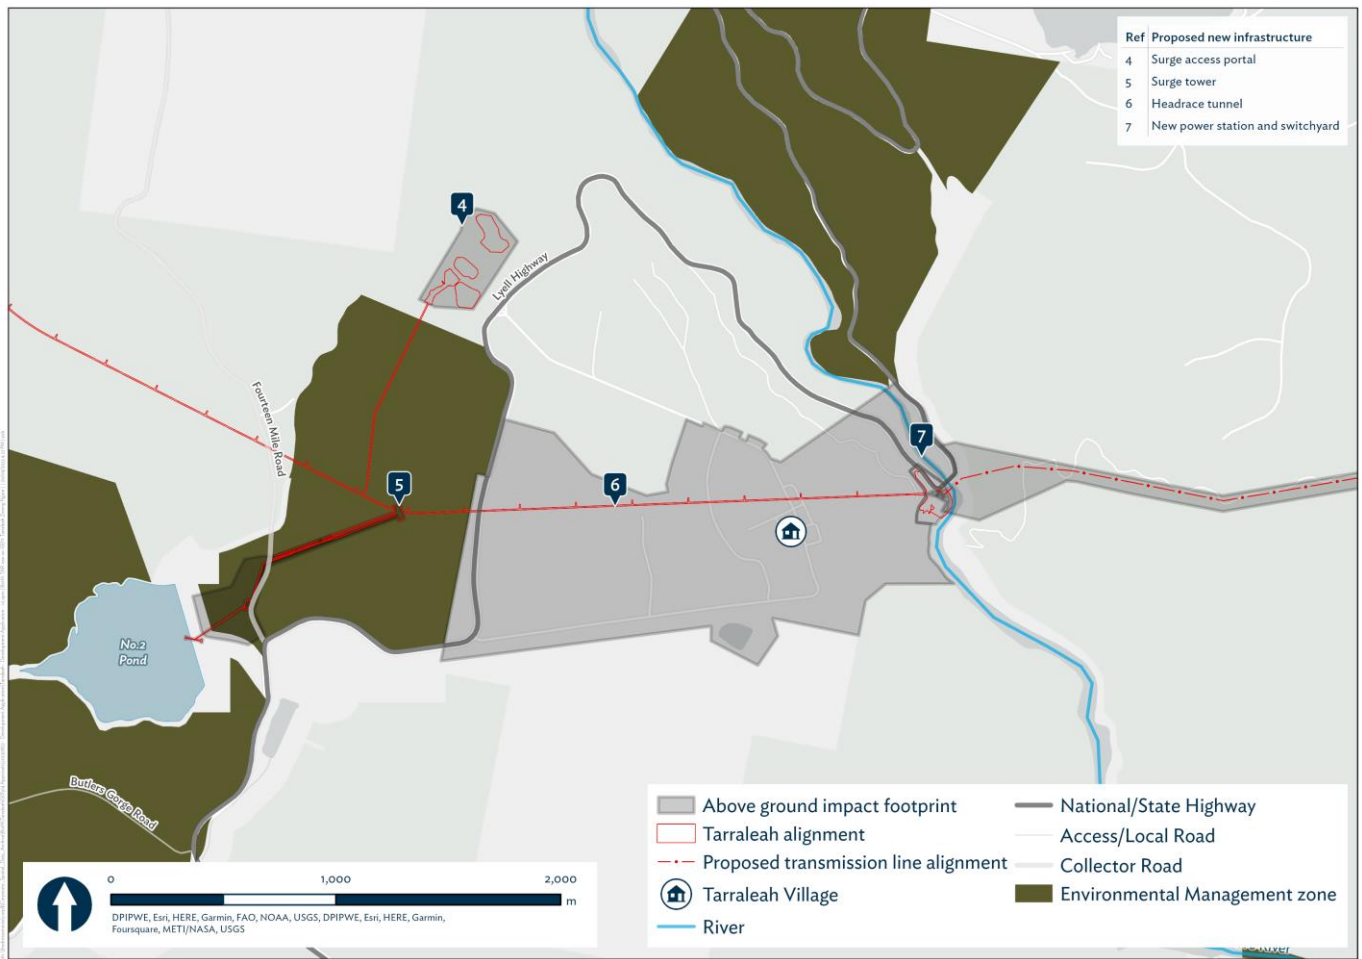 Ref Proposed new infrastructure
4 Surge access portal
5 Surge tower
6 Headrace tunnel
7 New power station and switchyard
4
Lyell Highway
Fourteen Mile Road
7
5
6
No.2
Pond
Butlers Gorge Road
Above ground impact footprint
Tarraleah alignment
Proposed transmission line alignment
Tarraleah Village
River
National/State Highway
Access/Local Road
Collector Road
Environmental Management zone
0 1,000 2,000
m
DPIPWE, Esri, HERE, Garmin, FAO, NOAA, USGS, DPIPWE, Esri, HERE, Garmin,
Foursquare, METI/NASA, USGS
River